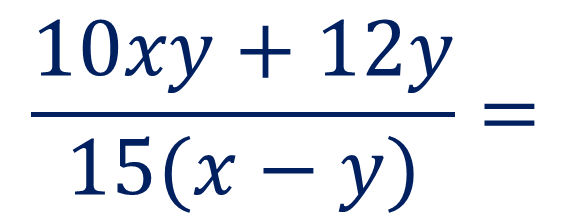 10xy + 12y
15(x − y) =